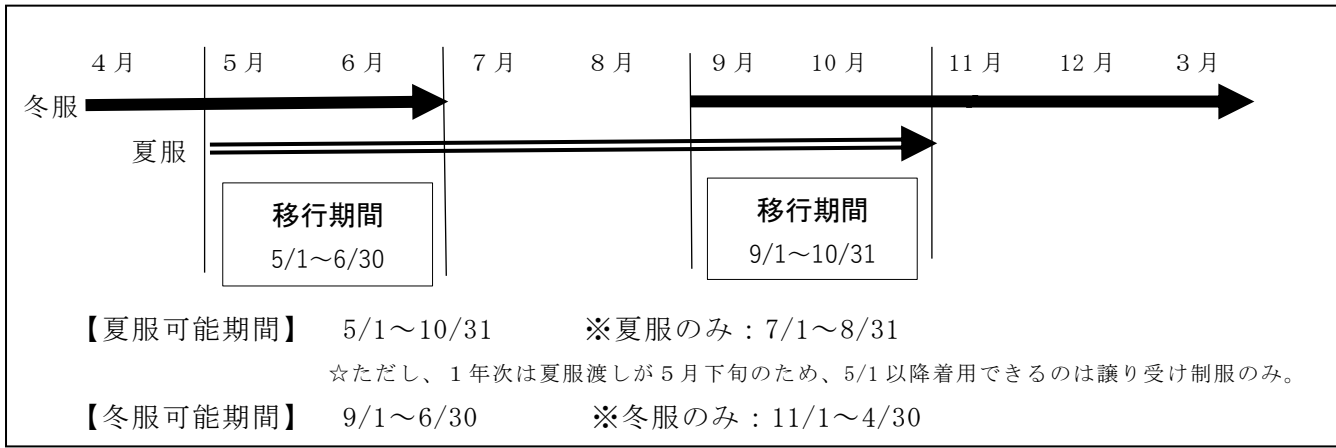 ４月 ５月 ６月 ７月 ８月 ９月 10月 11月 12月 ３月
冬服
夏服
移行期間 移行期間
5/1～6/30 9/1～10/31
【夏服可能期間】 5/1～10/31 ※夏服のみ：7/1～8/31
☆ただし、１年次は夏服渡しが５月下旬のため、5/1以降着用できるのは譲り受け制服のみ。
【冬服可能期間】 9/1～6/30 ※冬服のみ：11/1～4/30